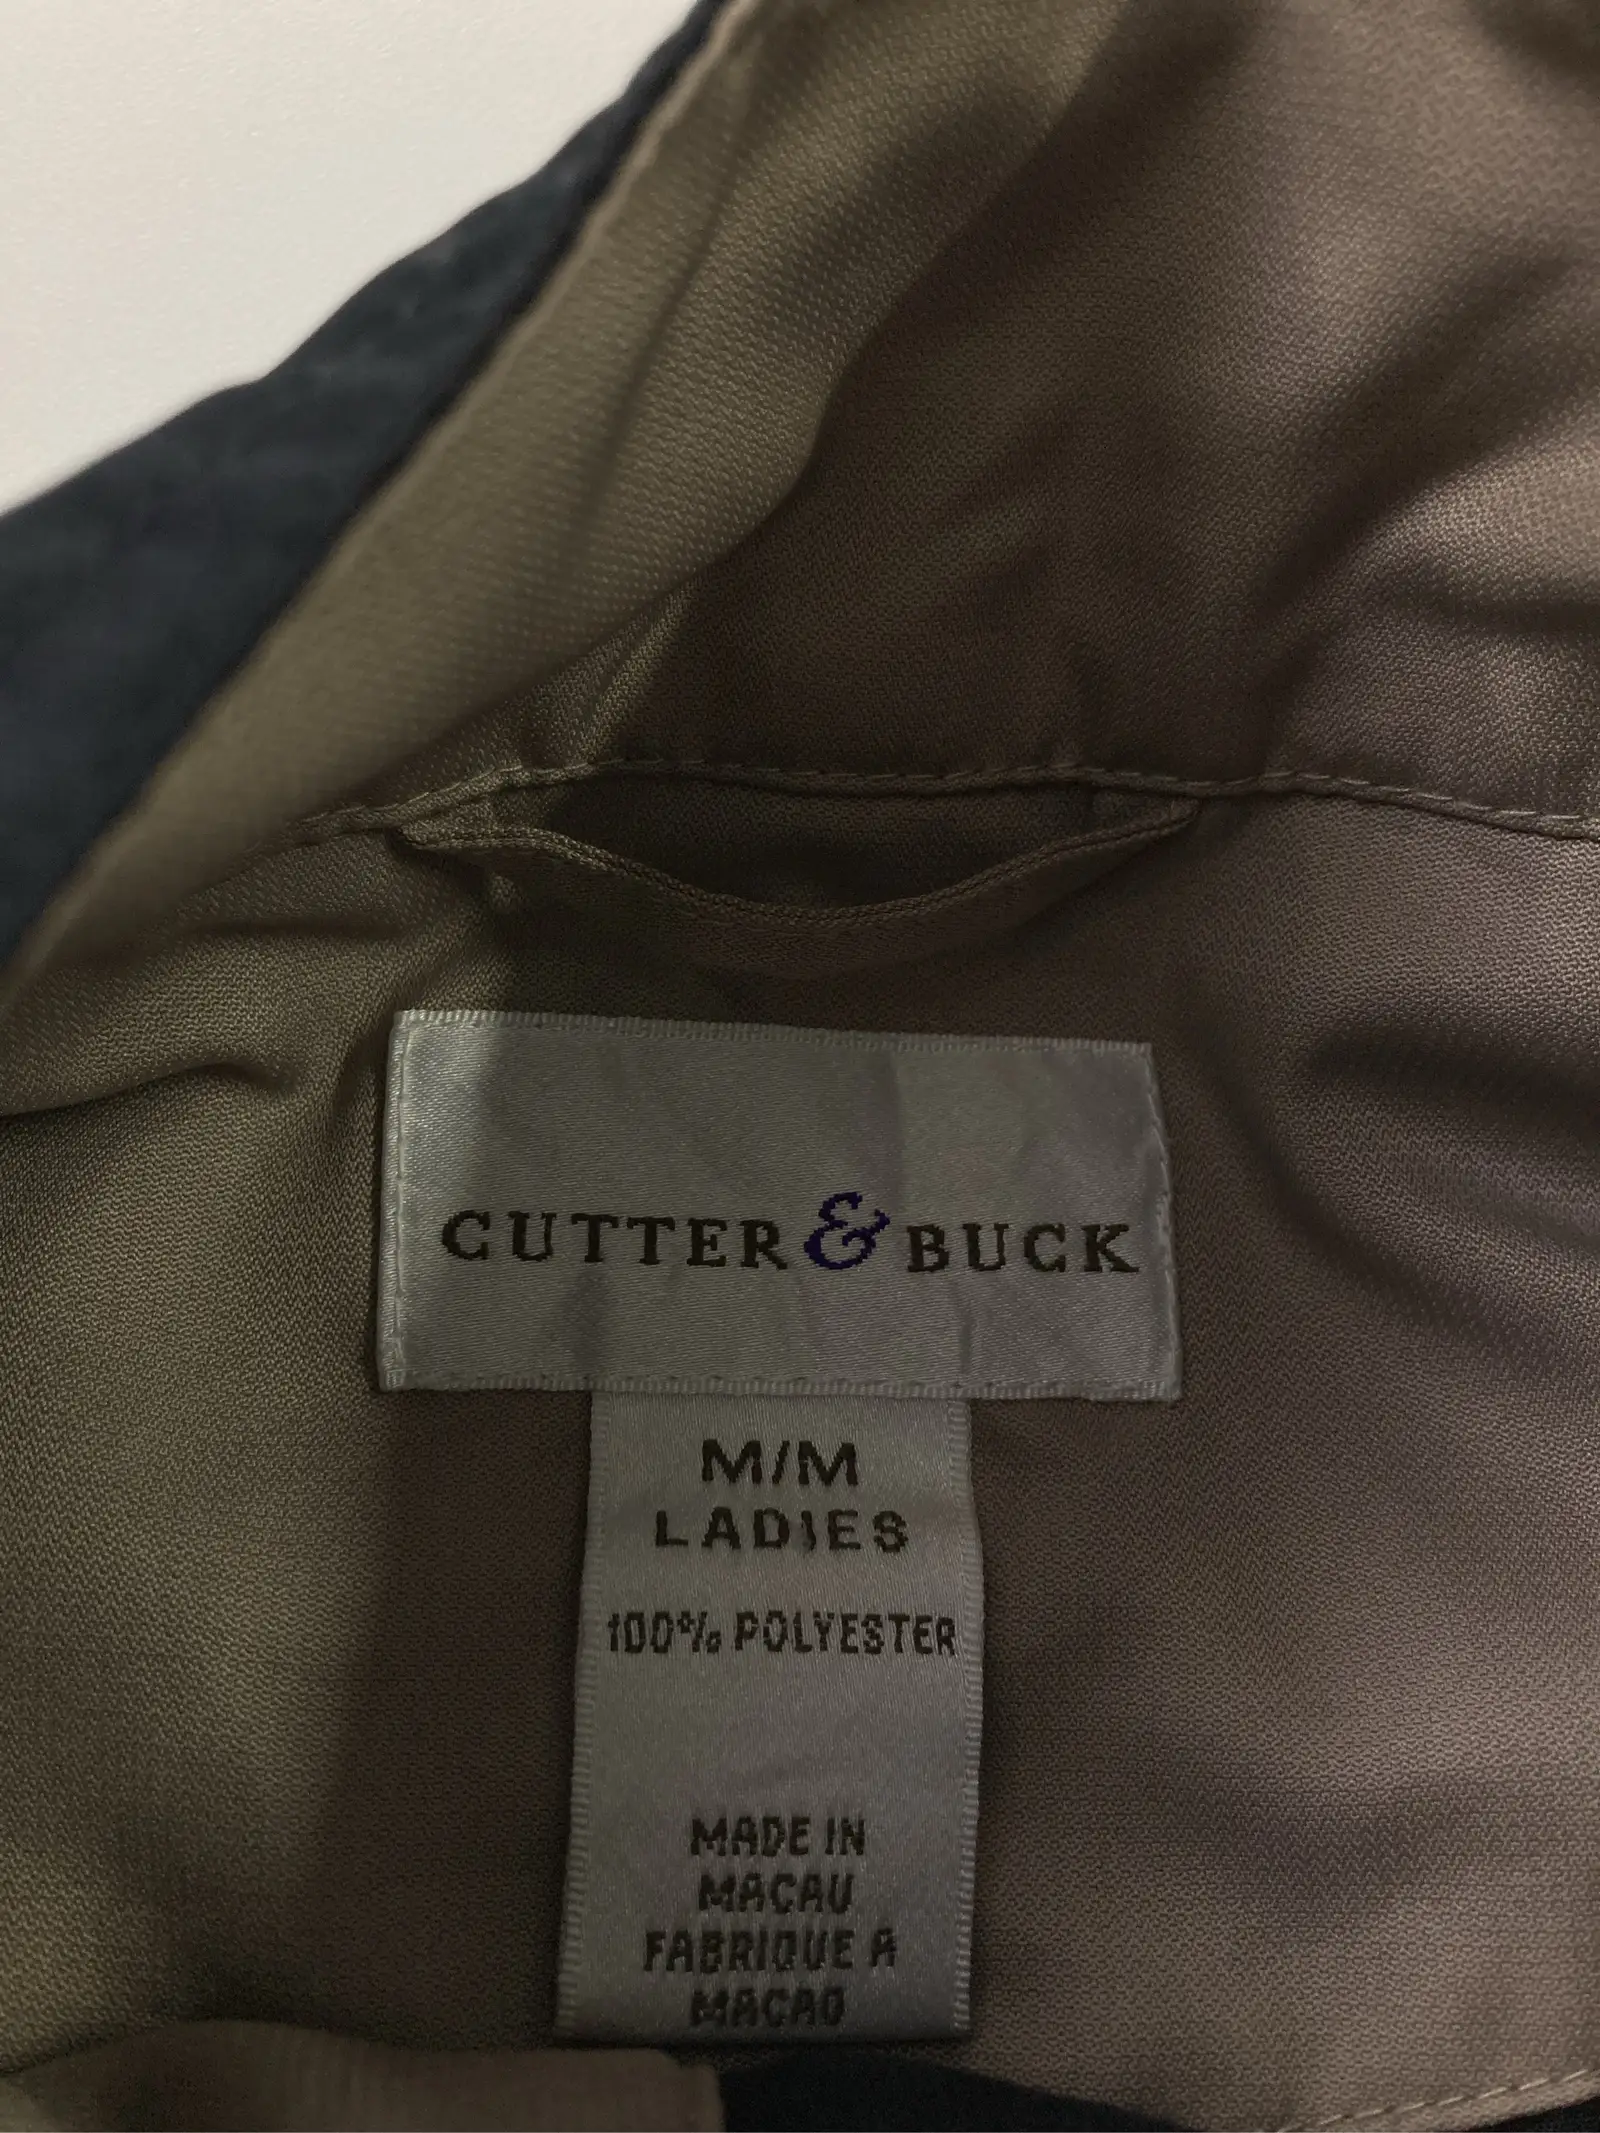 CUTTER & BUCK
M/M
LADIES
100% POLYESTER
MADE IN
MACAU
FABRIQUE A
MACAO